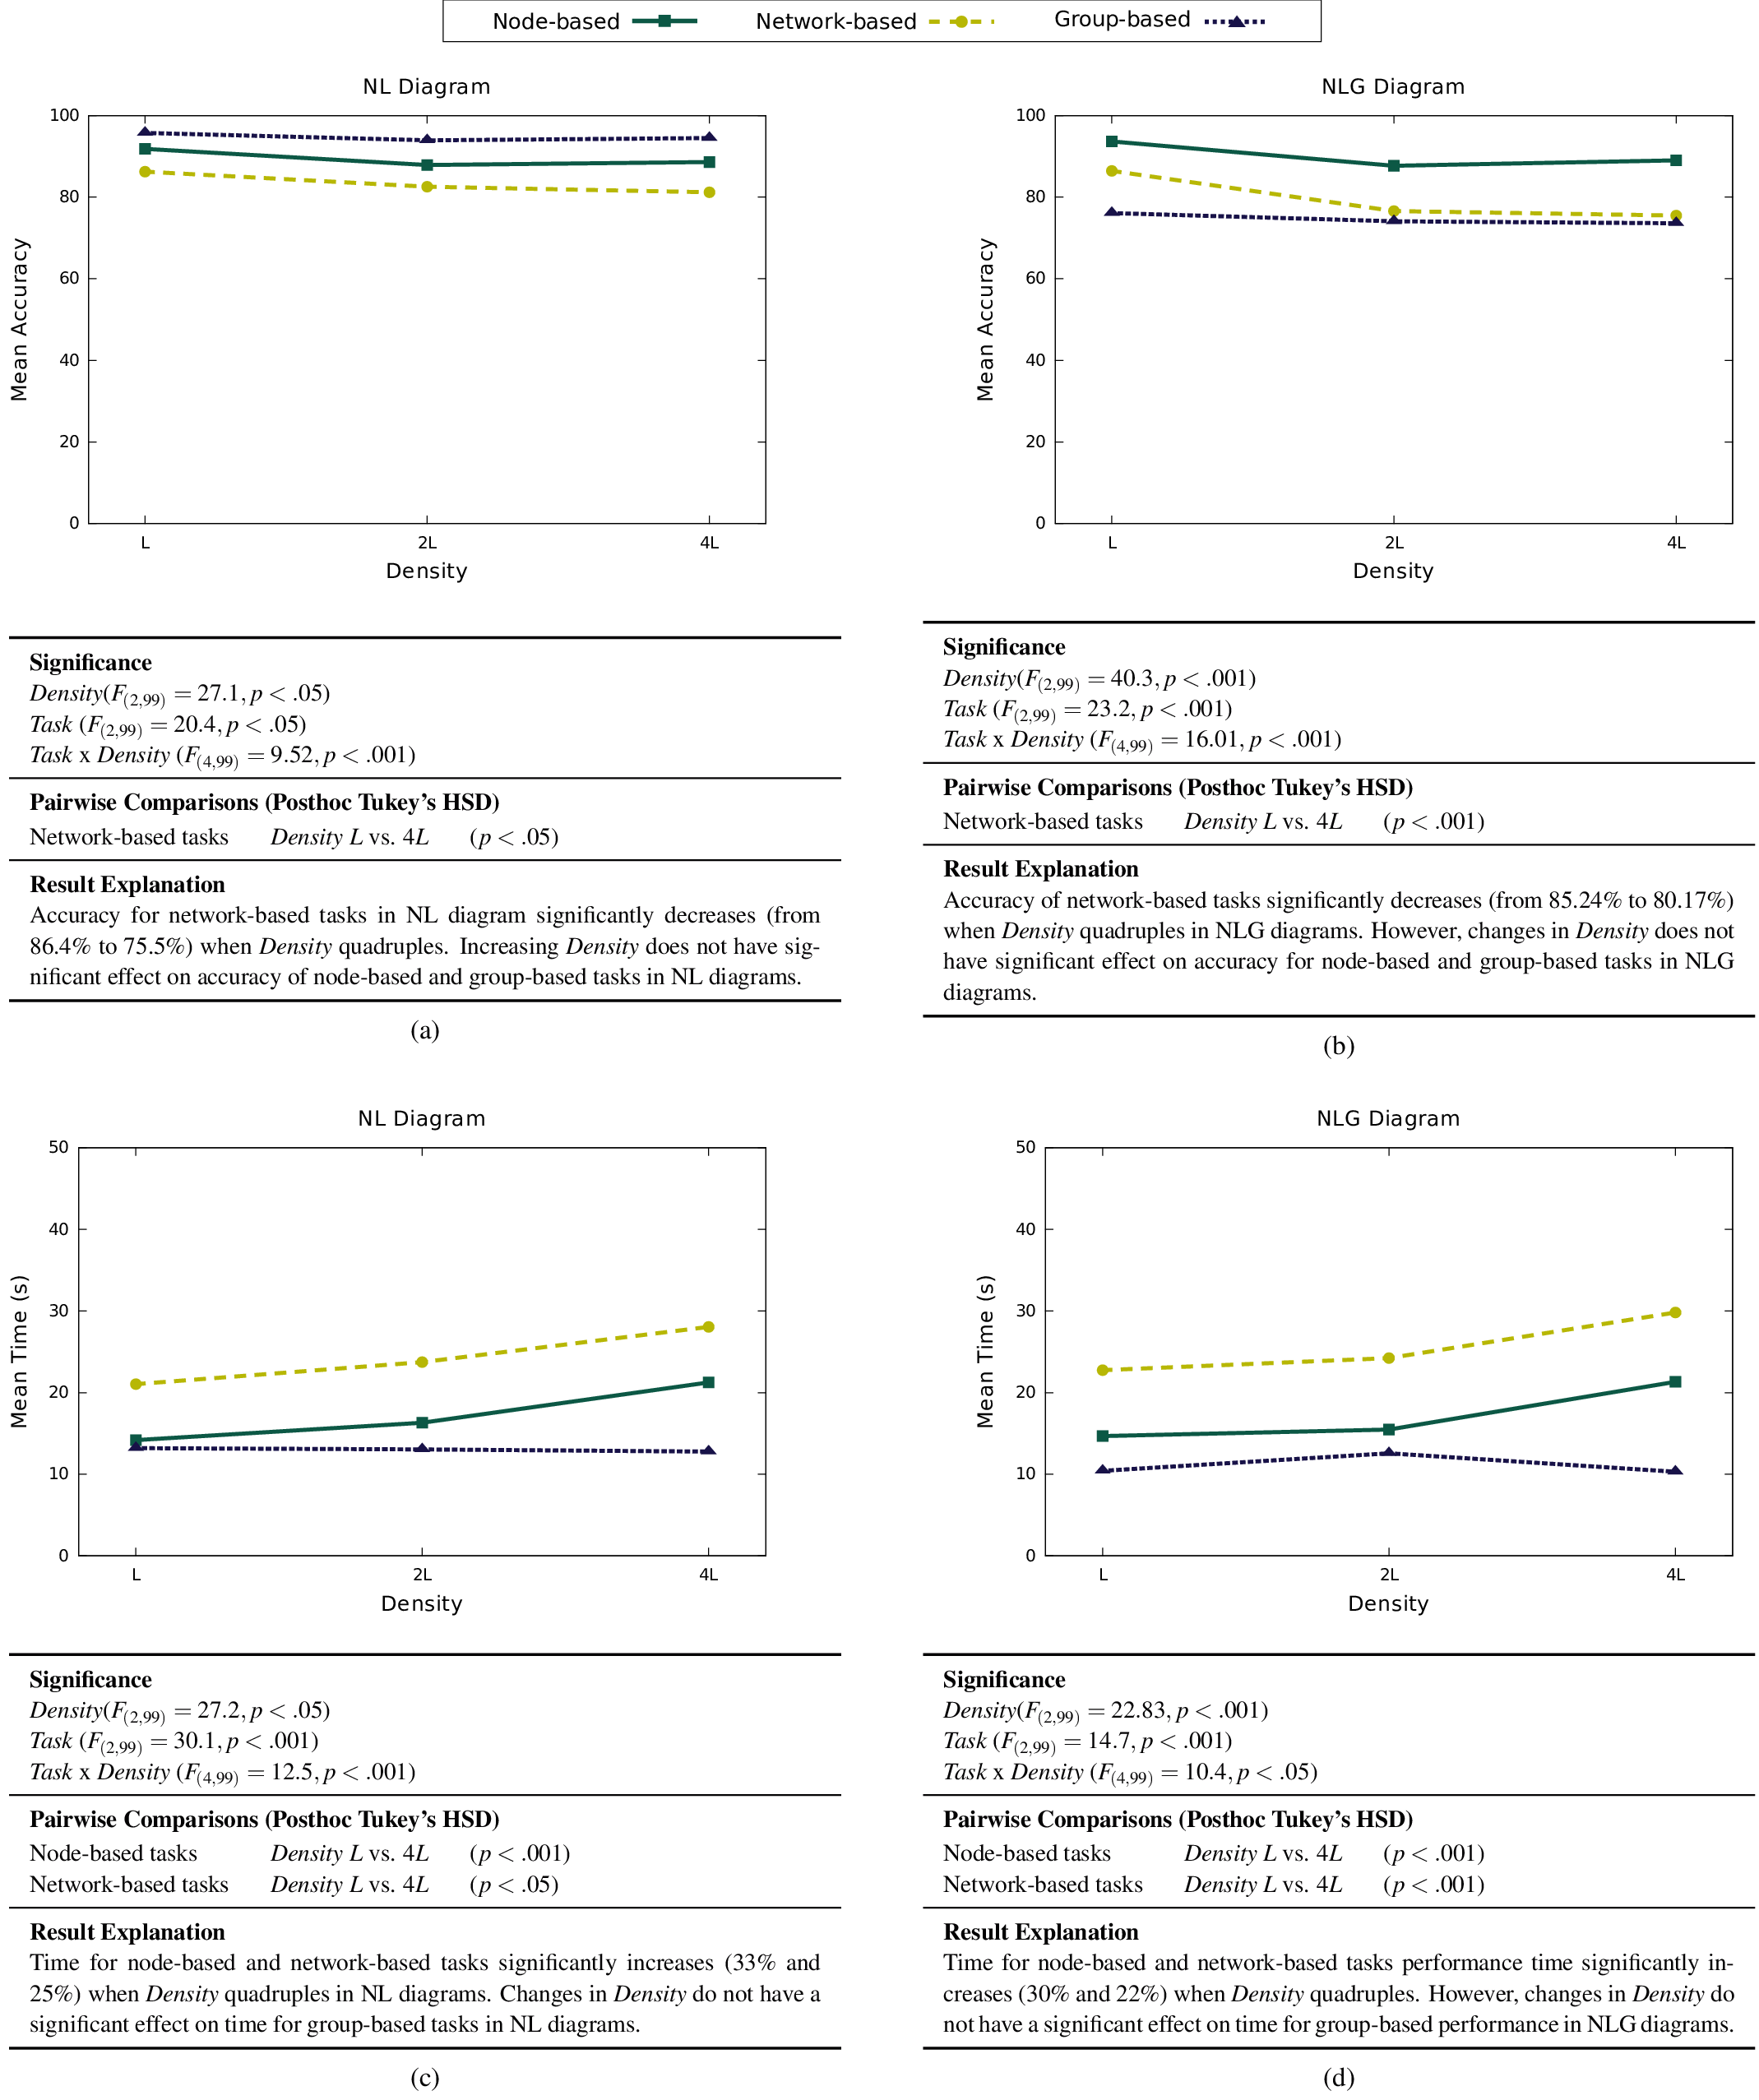 Node-based Network-based Group-based
NL Diagram
100
80
60
40
20
0
Mean Accuracy
L 2L 4L
Density
Significance
Density(F(2,99) = 27.1, p < .05)
Task (F(2,99) = 20.4, p < .05)
Task x Density (F(4,99) = 9.52, p < .001)
Pairwise Comparisons (Posthoc Tukey's HSD)
Network-based tasks Density L vs. 4L (p < .05)
Result Explanation
Accuracy for network-based tasks in NL diagram significantly decreases (from
86.4% to 75.5%) when Density quadruples. Increasing Density does not have sig-
nificant effect on accuracy of node-based and group-based tasks in NL diagrams.
(a)
NLG Diagram
100
80
60
40
20
0
Mean Accuracy
L 2L 4L
Density
Significance
Density(F(2,99) = 40.3, p < .001)
Task (F(2,99) = 23.2, p < .001)
Task x Density (F(4,99) = 16.01, p < .001)
Pairwise Comparisons (Posthoc Tukey's HSD)
Network-based tasks Density L vs. 4L (p < .001)
Result Explanation
Accuracy of network-based tasks significantly decreases (from 85.24% to 80.17%)
when Density quadruples in NLG diagrams. However, changes in Density does not
have significant effect on accuracy for node-based and group-based tasks in NLG
diagrams.
(b)
NL Diagram
50
40
30
20
10
0
Mean Time (s)
L 2L 4L
Density
Significance
Density(F(2,99) = 27.2, p < .05)
Task (F(2,99) = 30.1, p < .001)
Task x Density (F(4,99) = 12.5, p < .001)
Pairwise Comparisons (Posthoc Tukey's HSD)
Node-based tasks Density L vs. 4L (p < .001)
Network-based tasks Density L vs. 4L (p < .05)
Result Explanation
Time for node-based and network-based tasks significantly increases (33% and
25%) when Density quadruples in NL diagrams. Changes in Density do not have a
significant effect on time for group-based tasks in NL diagrams.
(c)
NLG Diagram
50
40
30
20
10
0
Mean Time (s)
L 2L 4L
Density
Significance
Density(F(2,99) = 22.83, p < .001)
Task (F(2,99) = 14.7, p < .001)
Task x Density (F(4,99) = 10.4, p < .05)
Pairwise Comparisons (Posthoc Tukey's HSD)
Node-based tasks Density L vs. 4L (p < .001)
Network-based tasks Density L vs. 4L (p < .001)
Result Explanation
Time for node-based and network-based tasks performance time significantly in-
creases (30% and 22%) when Density quadruples. However, changes in Density do
not have a significant effect on time for group-based performance in NLG diagrams.
(d)